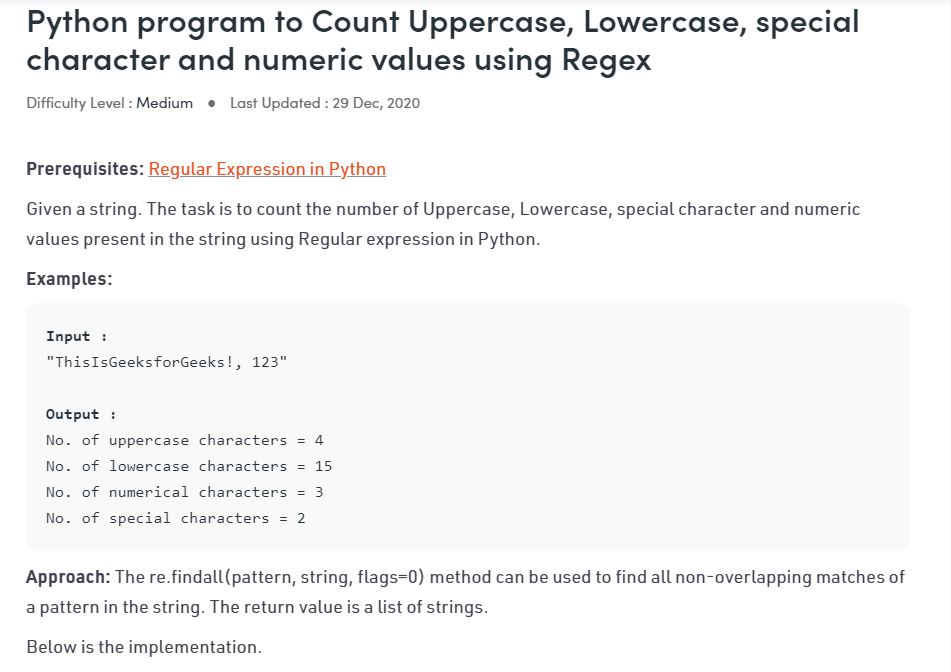 Python program to Count Uppercase, Lowercase, special
character and numeric values using Regex
Difficulty Level : Medium ● Last Updated : 29 Dec, 2020
Prerequisites: Regular Expression in Python
Given a string. The task is to count the number of Uppercase, Lowercase, special character and numeric
values present in the string using Regular expression in Python.
Examples:
Input :
"ThisIsGeeksforGeeks!, 123"
Output :
No. of uppercase characters = 4
No. of lowercase characters = 15
No. of numerical characters = 3
No. of special characters = 2
Approach: The re.findall(pattern, string, flags=0) method can be used to find all non-overlapping matches of
a pattern in the string. The return value is a list of strings.
Below is the implementation.